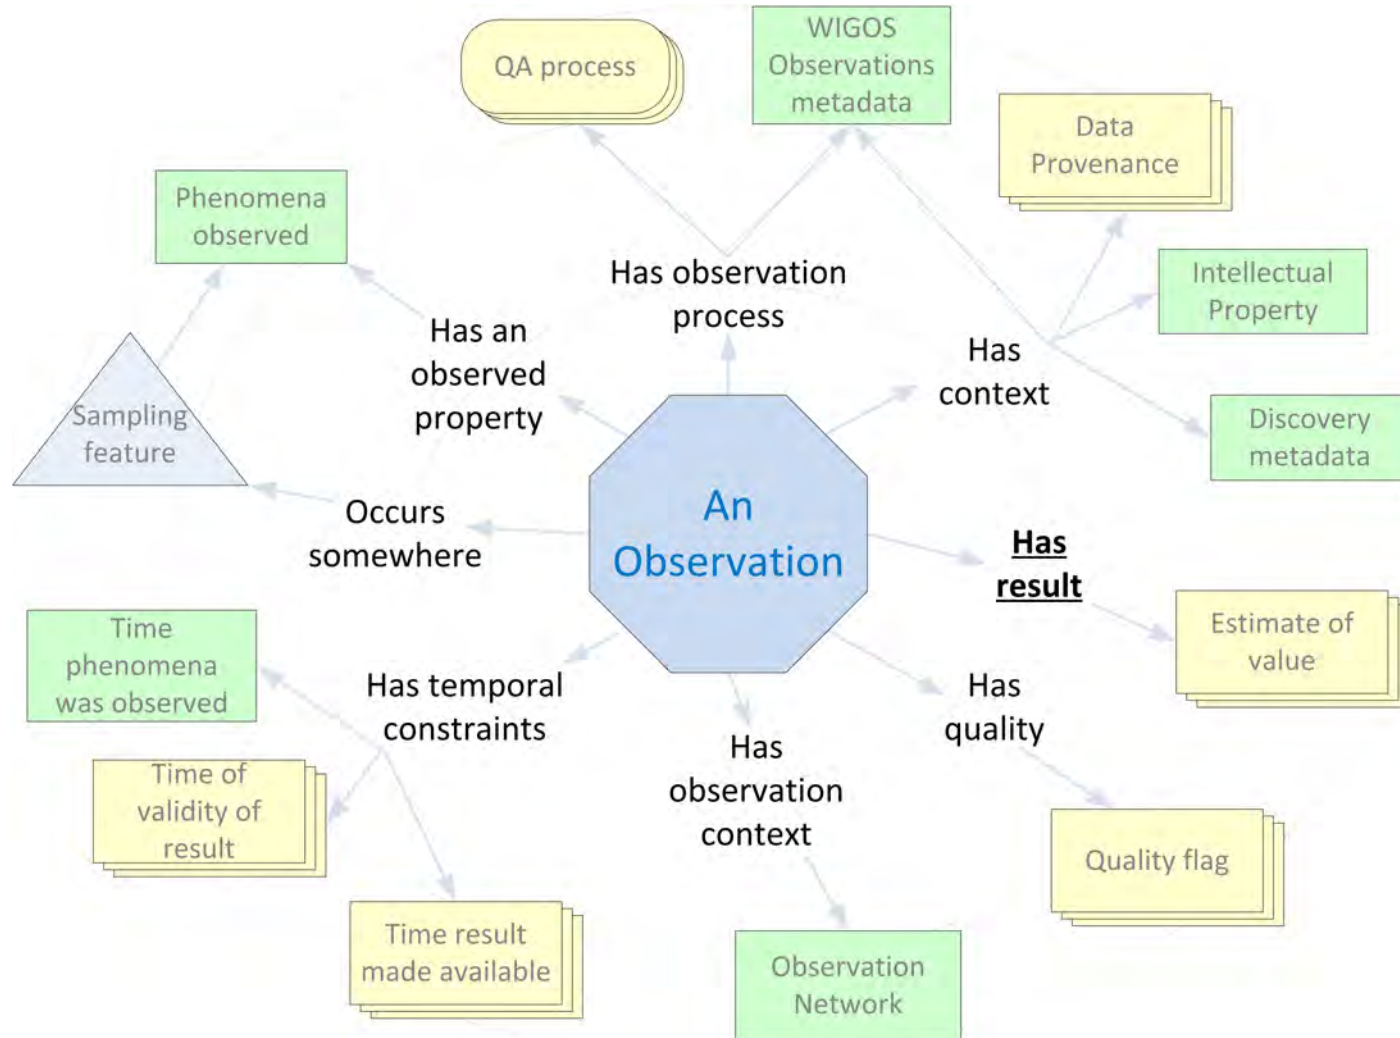 QA process
WIGOS
Observations
metadata
Data
Provenance
Phenomena
observed
Intellectual
Property
Has observation
process
Has an
observed
property
Has
context
Sampling
feature
Discovery
metadata
Occurs
somewhere
An
Observation
Has
result
Estimate of
value
Time
phenomena
was observed
Has temporal
constraints
Has
quality
Has
observation
context
Time of
validity of
result
Quality flag
Time result
made available
Observation
Network